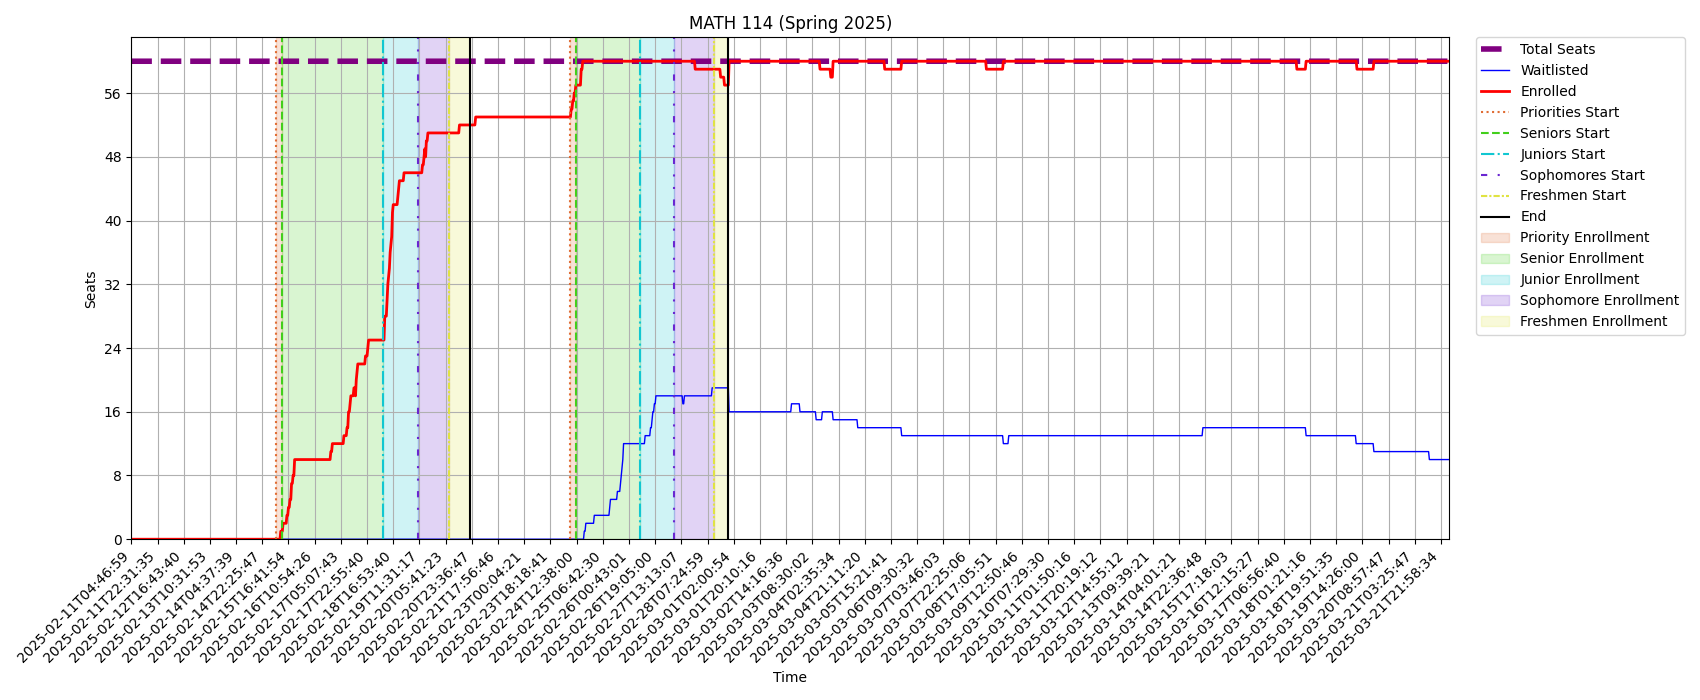 MATH 114 (Spring 2025)
Seats
56
48
40
32
24
16
8
0
2025-02-11T04:46:59
2025-02-11T22:31:35
2025-02-12T16:43:40
2025-02-13T10:31:53
2025-02-14T04:37:39
2025-02-14T22:25:47
2025-02-15T16:41:54
2025-02-16T10:54:26
2025-02-17T05:07:43
2025-02-17T22:55:40
2025-02-18T16:53:40
2025-02-19T11:31:17
2025-02-20T05:41:23
2025-02-20T23:36:47
2025-02-21T17:56:46
2025-02-23T00:04:21
2025-02-23T18:18:41
2025-02-24T12:38:00
2025-02-25T06:42:30
2025-02-26T00:43:01
2025-02-26T19:05:00
2025-02-27T13:13:07
2025-02-28T07:24:59
2025-03-01T02:00:54
2025-03-01T20:10:16
2025-03-02T14:16:36
2025-03-03T08:30:02
2025-03-04T02:35:34
2025-03-04T21:11:20
2025-03-05T15:21:41
2025-03-06T09:30:32
2025-03-07T03:46:03
2025-03-07T22:25:06
2025-03-08T17:05:51
2025-03-09T12:50:46
2025-03-10T07:29:30
2025-03-11T01:50:16
2025-03-11T20:19:12
2025-03-12T14:55:12
2025-03-13T09:39:21
2025-03-14T04:01:21
2025-03-14T22:36:48
2025-03-15T17:18:03
2025-03-16T12:15:27
2025-03-17T06:56:40
2025-03-18T01:21:16
2025-03-18T19:51:35
2025-03-19T14:26:00
2025-03-20T08:57:47
2025-03-21T03:25:47
2025-03-21T21:58:34
Time
Total Seats
Waitlisted
Enrolled
Priorities Start
Seniors Start
Juniors Start
Sophomores Start
Freshmen Start
End
Priority Enrollment
Senior Enrollment
Junior Enrollment
Sophomore Enrollment
Freshmen Enrollment